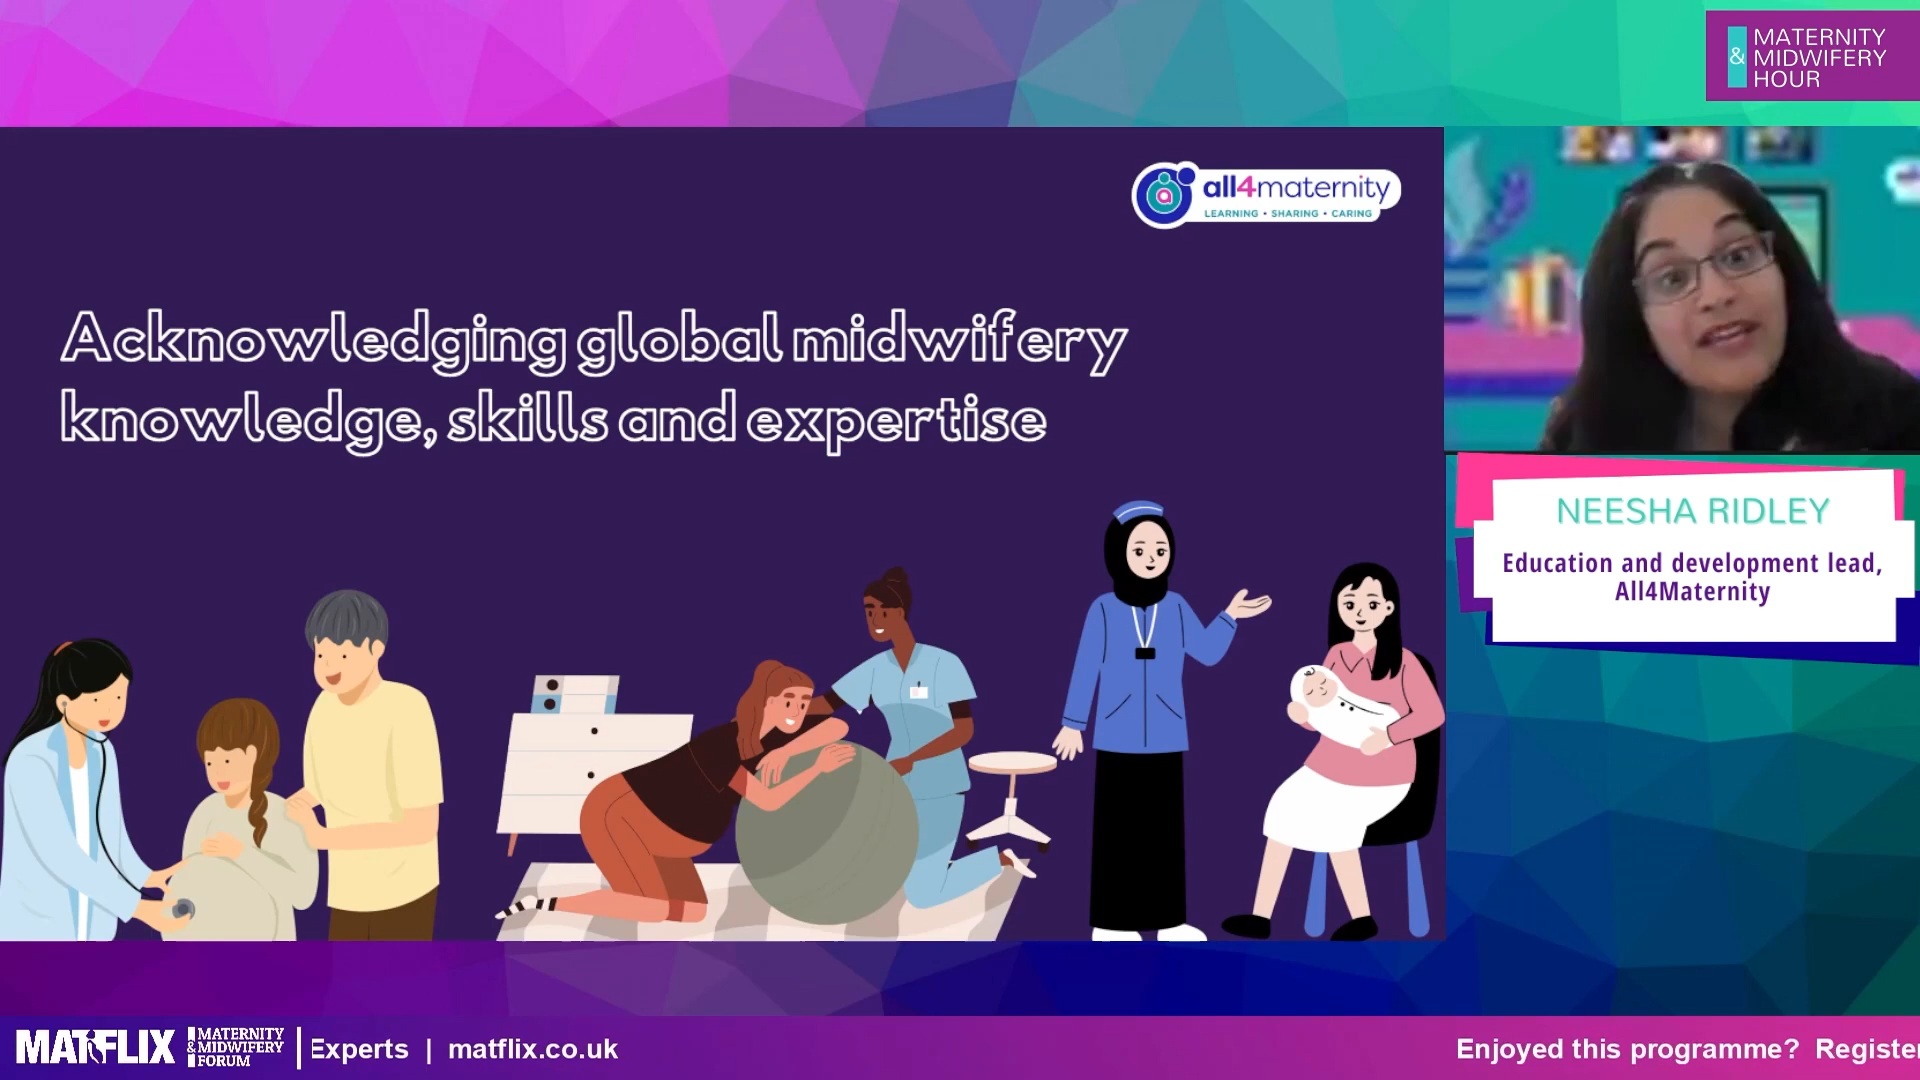 &
MATERNITY
MIDWIFERY
HOUR
all4maternity
LEARNING • SHARING • CARING
Acknowledging global midwifery
knowledge, skills and expertise
NEESHA RIDLEY
Education and development lead,
All4Maternity
MATFLIX
MATERNITY
&MIDWIFERY
FORUM
Experts | matflix.co.uk
Enjoyed this programme?